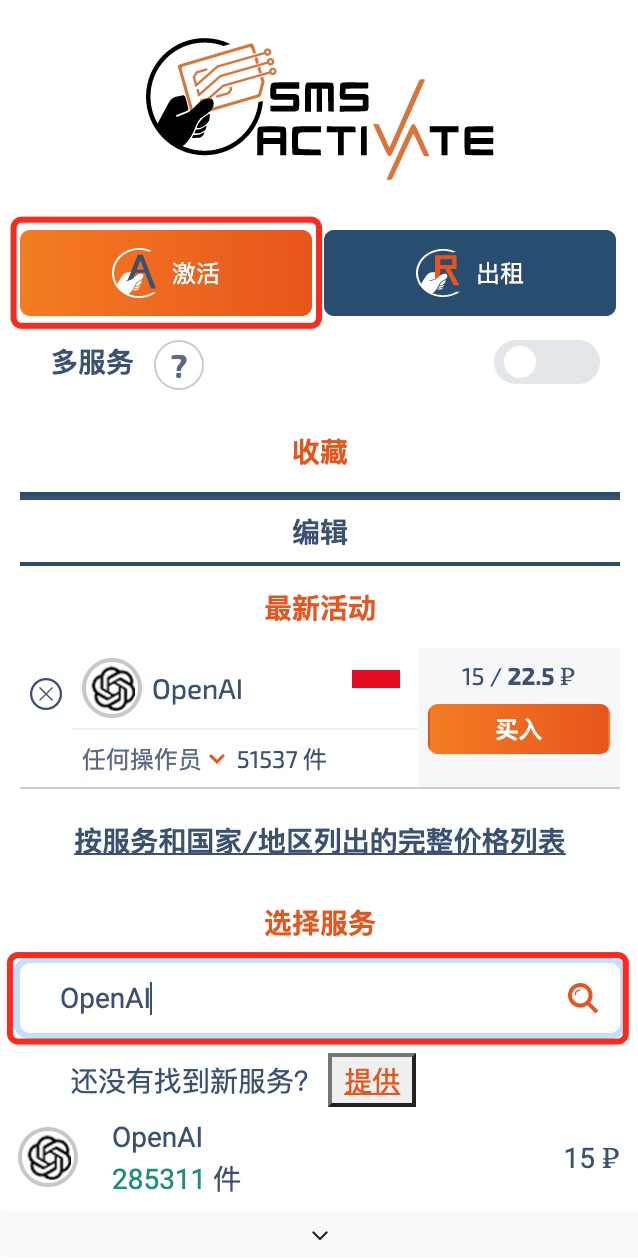 SMS
ACTIVATE
激活
出租
多服务 ?
收藏
编辑
最新活动
OpenAI
15 / 22.5 ₽
买入
任何操作员 51537 件
按服务和国家/地区列出的完整价格列表
选择服务
OpenAI
还没有找到新服务? 提供
OpenAI
285311 件
15 ₽